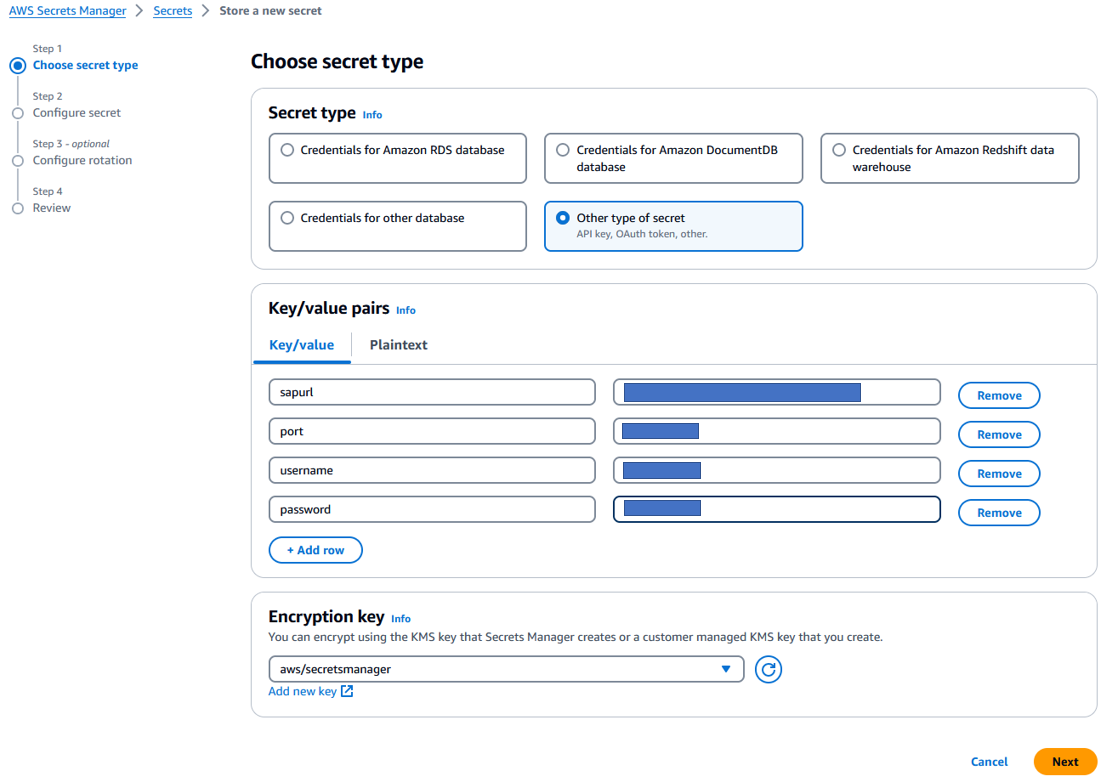 AWS Secrets Manager > Secrets > Store a new secret
Step 1
Choose secret type
Step 2
Configure secret
Step 3 - optional
Configure rotation
Step 4
Review
Choose secret type
Secret type Info
Credentials for Amazon RDS database
Credentials for Amazon DocumentDB
database
Credentials for Amazon Redshift data
warehouse
Credentials for other database
Other type of secret
API key, OAuth token, other.
Key/value pairs Info
Key/value Plaintext
sapurl Remove
port Remove
username Remove
password Remove
+ Add row
Encryption key Info
You can encrypt using the KMS key that Secrets Manager creates or a customer managed KMS key that you create.
aws/secretsmanager
Add new key
Cancel Next